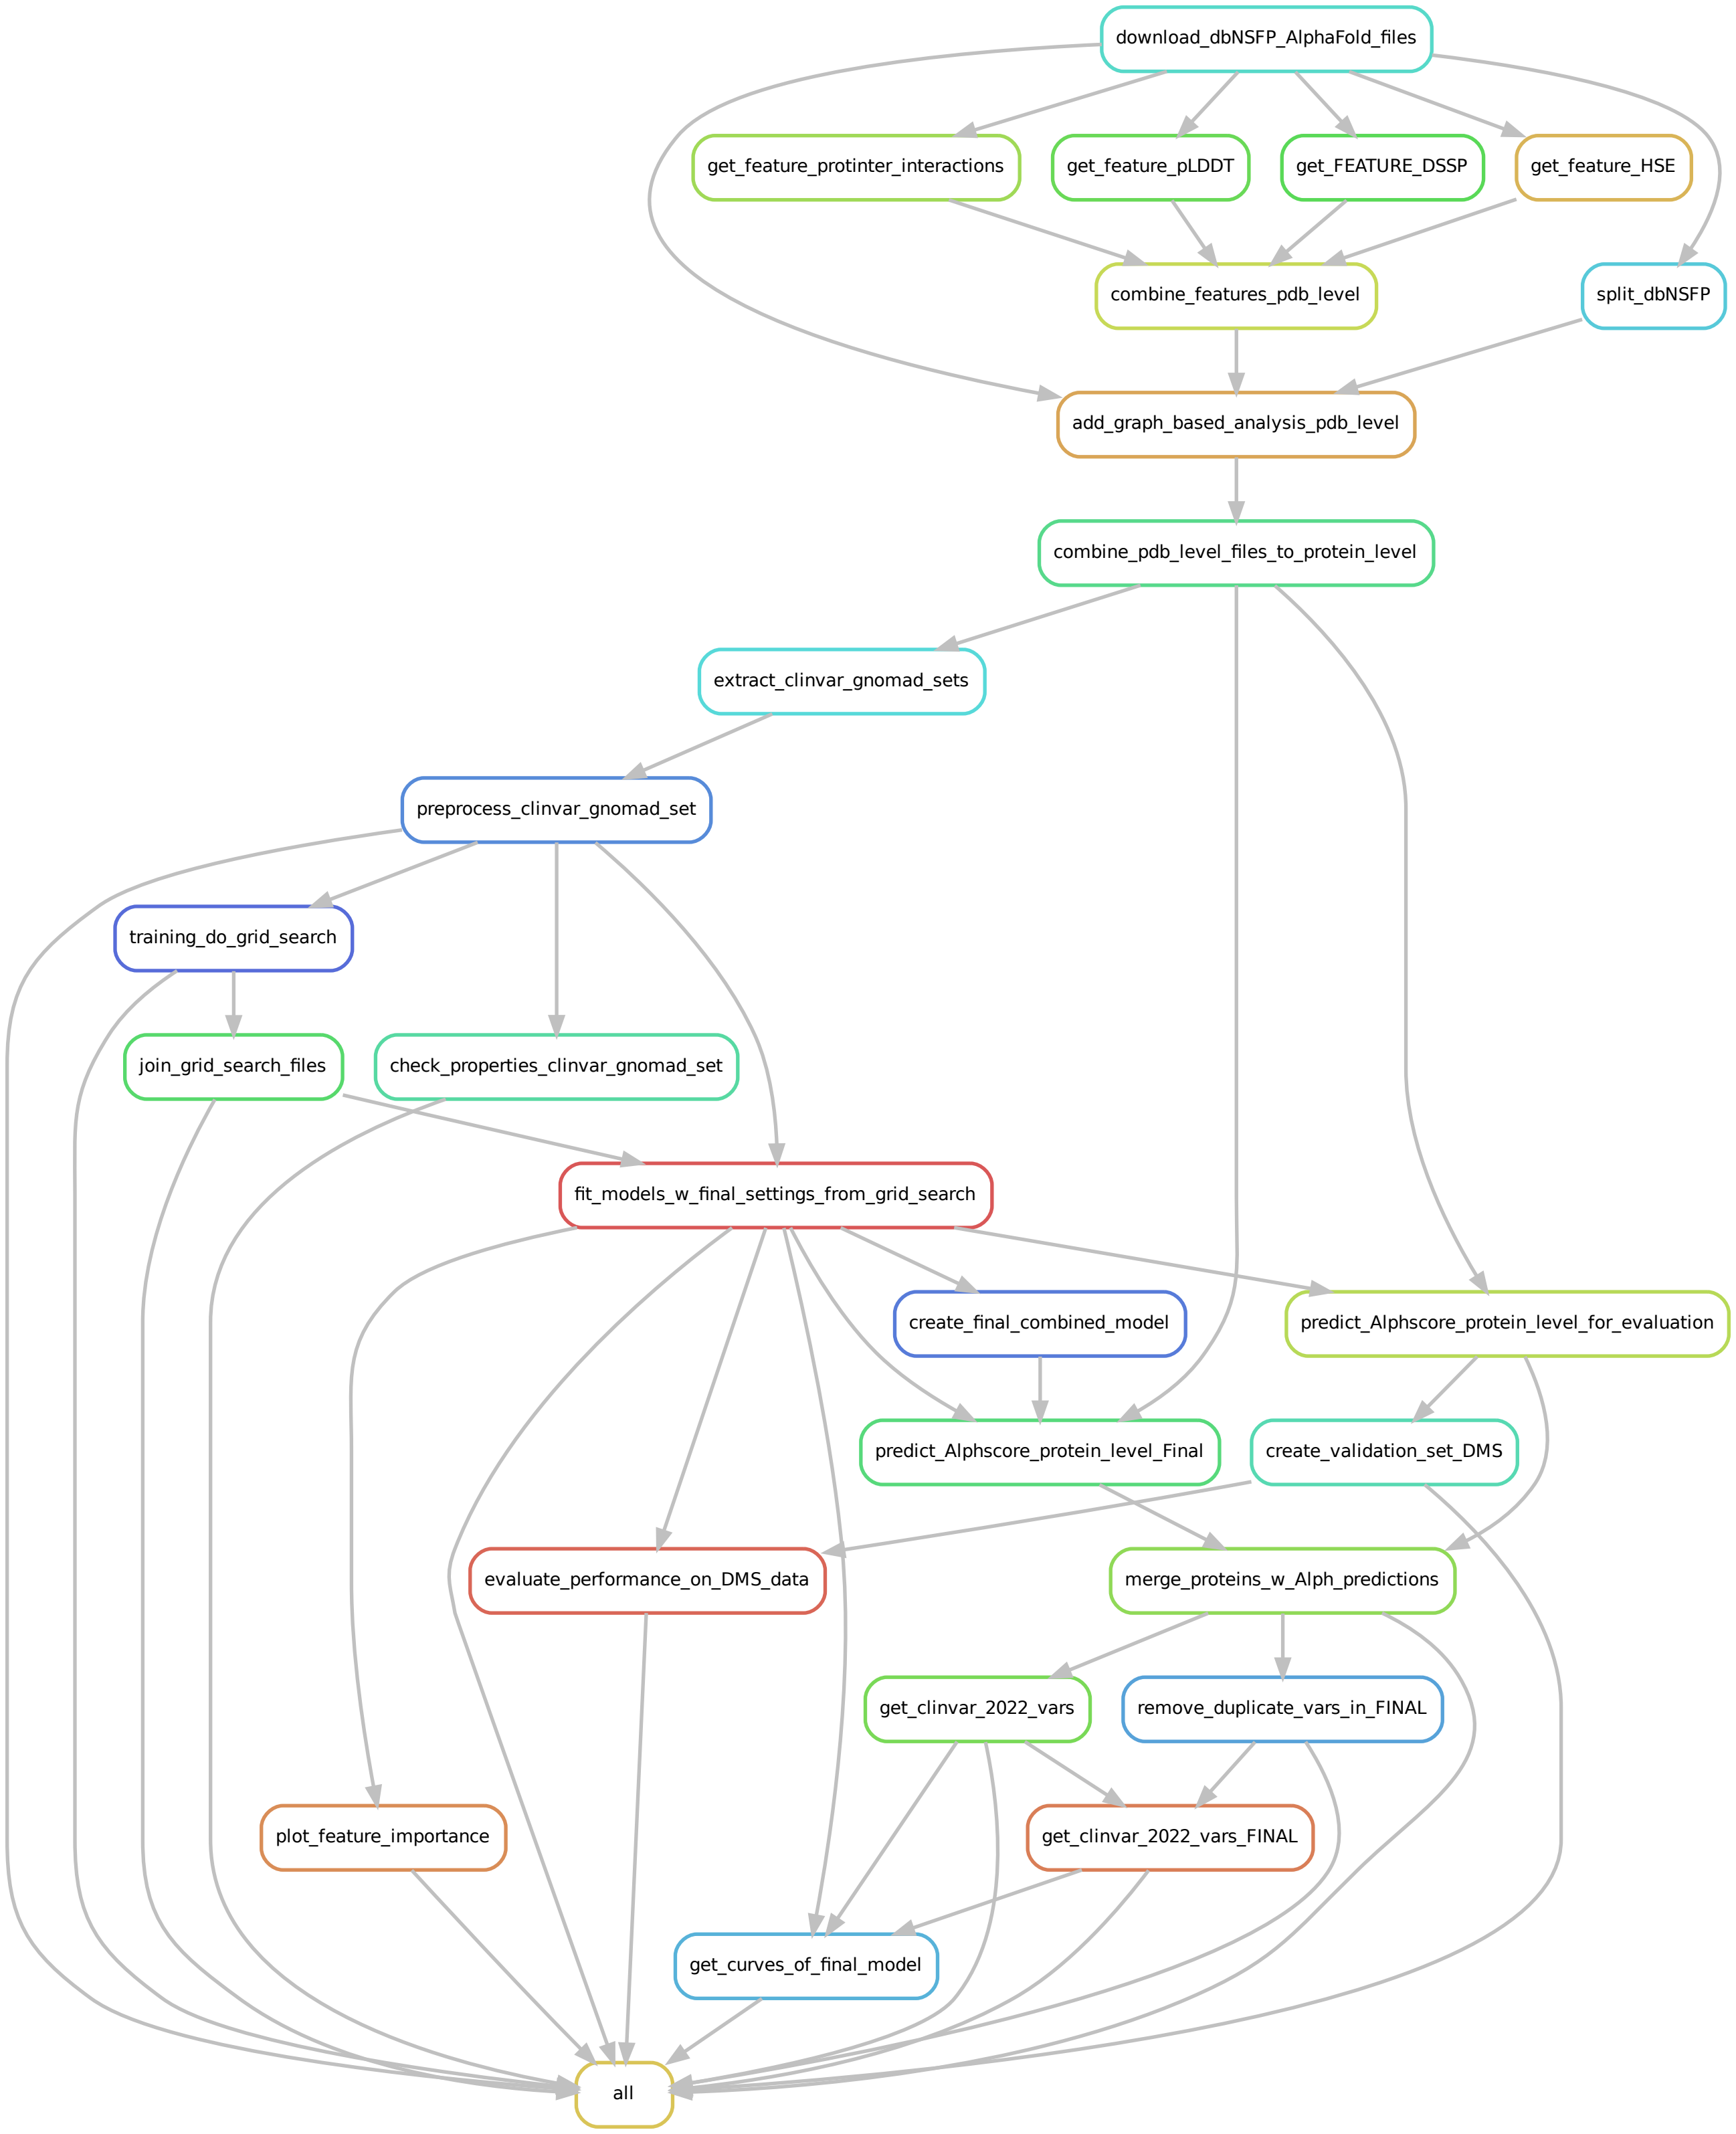 download_dbNSFP_AlphaFold_files
get_feature_protinter_interactions
get_feature_pLDDT
get_FEATURE_DSSP
get_feature_HSE
combine_features_pdb_level
split_dbNSFP
add_graph_based_analysis_pdb_level
combine_pdb_level_files_to_protein_level
extract_clinvar_gnomad_sets
preprocess_clinvar_gnomad_set
training_do_grid_search
join_grid_search_files
check_properties_clinvar_gnomad_set
fit_models_w_final_settings_from_grid_search
create_final_combined_model
predict_Alphscore_protein_level_for_evaluation
predict_Alphscore_protein_level_Final
create_validation_set_DMS
evaluate_performance_on_DMS_data
merge_proteins_w_Alph_predictions
get_clinvar_2022_vars
remove_duplicate_vars_in_FINAL
plot_feature_importance
get_clinvar_2022_vars_FINAL
get_curves_of_final_model
all